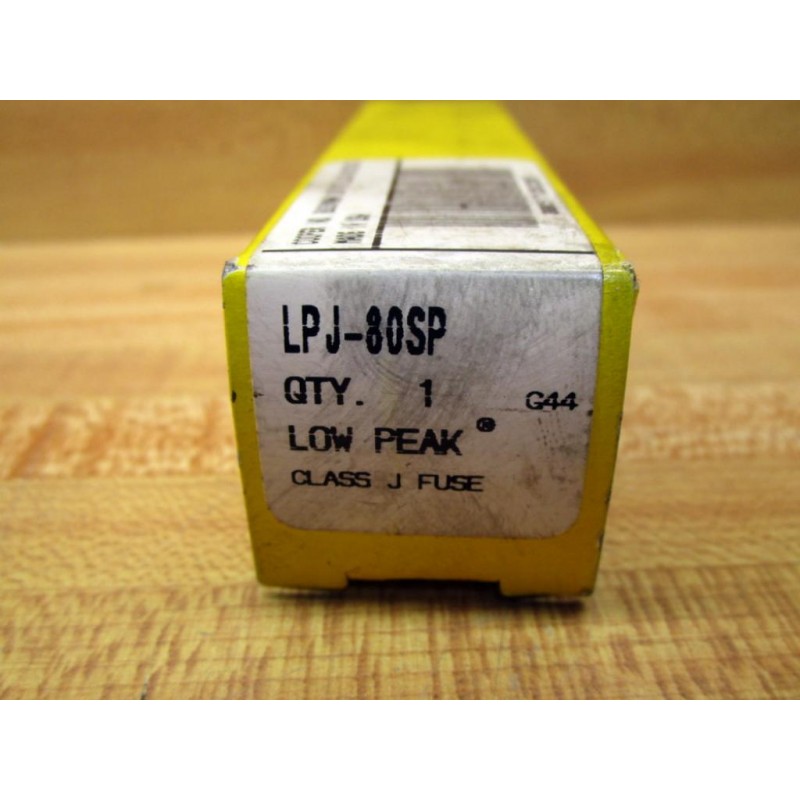 LPJ-80SP
QTY. 1 G44
LOW PEAK®
CLASS J FUSE